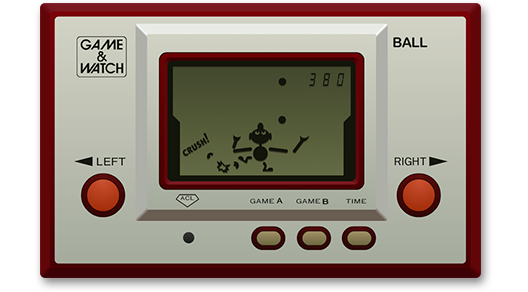 GAME
&
WATCH
BALL
380
CRUSH!
◄ LEFT
RIGHT ►
ACL
GAME A
GAME B
TIME